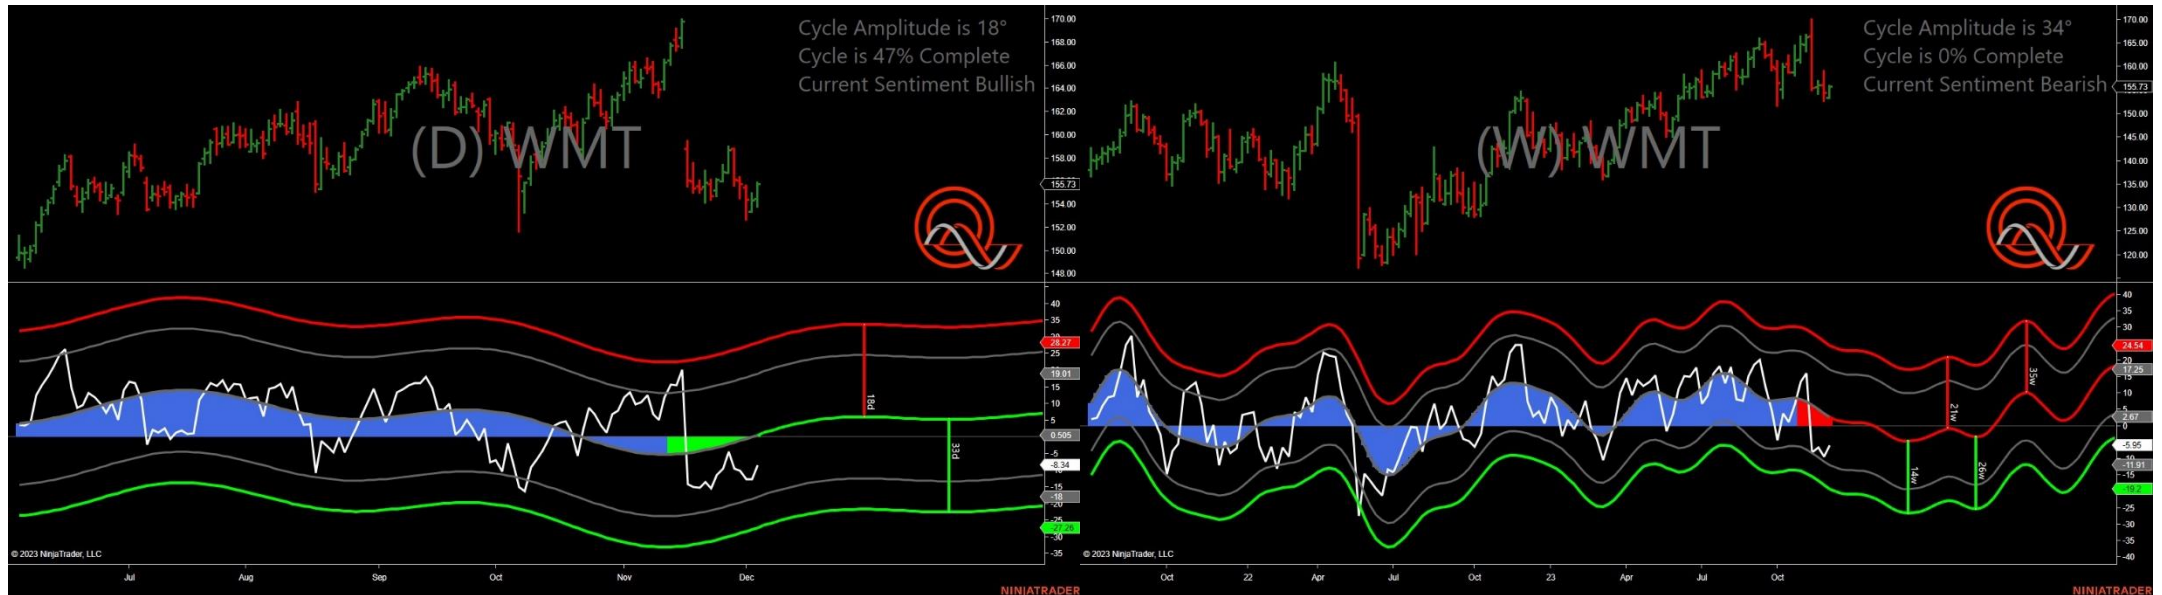 Cycle Amplitude is 18°
Cycle is 47% Complete
Current Sentiment Bullish
(D) WMT
170.00
168.00
166.00
164.00
162.00
160.00
158.00
155.73
154.00
152.00
150.00
148.00
40
35
28.27
25
19.01
15
10
5
0.505
-5
-8.34
-15
-18
-20
-25
-27.26
-30
-35
18d
33d
© 2023 NinjaTrader, LLC
Jul
Aug
Sep
Oct
Nov
Dec
NINJATRADER
Cycle Amplitude is 34°
Cycle is 0% Complete
Current Sentiment Bearish
(W) WMT
170.00
165.00
160.00
155.73
150.00
145.00
140.00
135.00
130.00
125.00
120.00
40
35
30
24.54
20
17.25
10
5
2.67
0
-5.95
-10
-11.91
-15
-19.2
-25
-30
-35
-40
14w
21w
26w
35w
© 2023 NinjaTrader, LLC
Oct
22
Apr
Jul
Oct
23
Apr
Jul
Oct
NINJATRADER